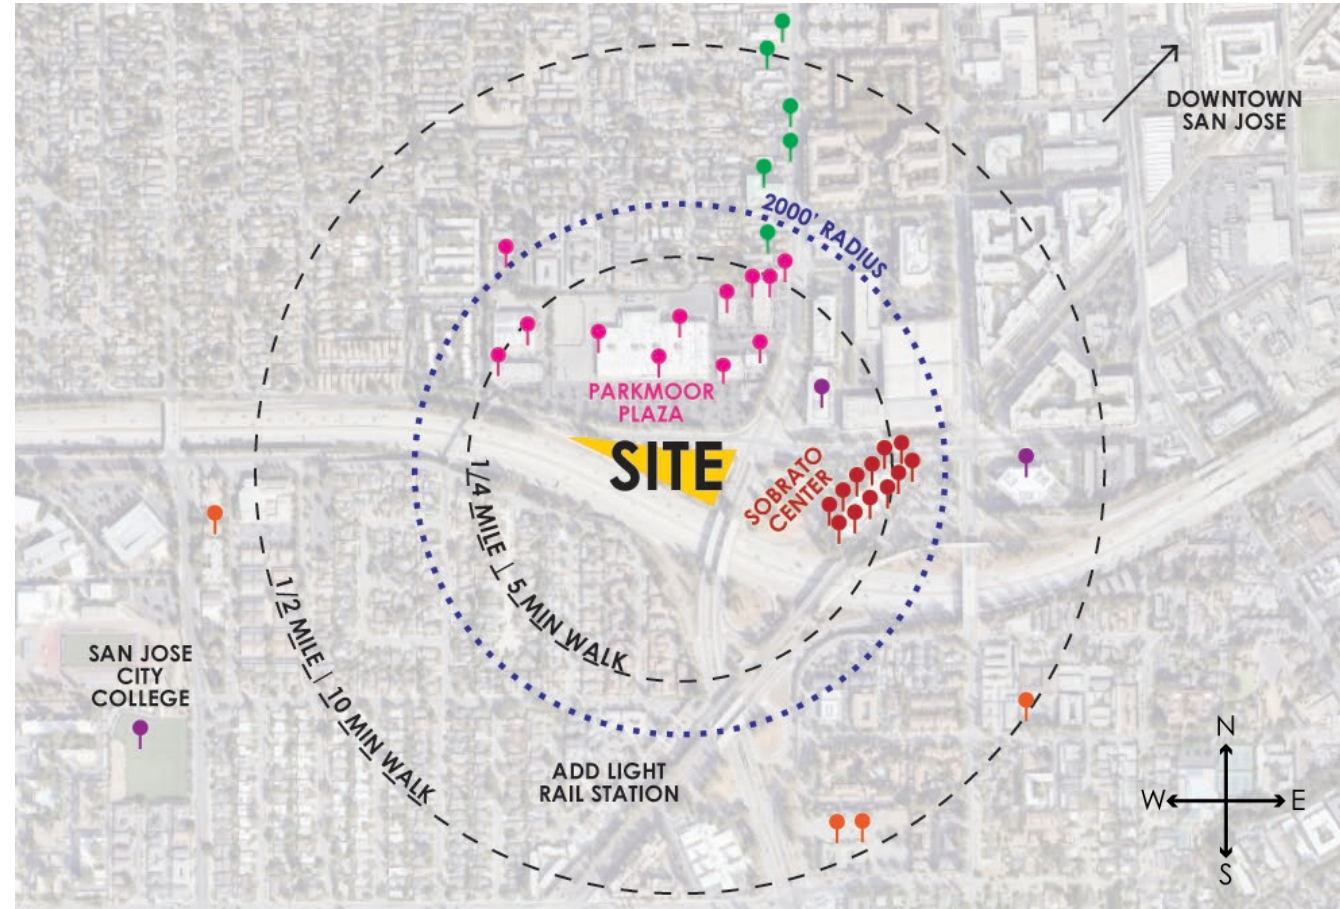 DOWNTOWN
SAN JOSE
2000' RADIUS
PARKMOOR
PLAZA
SITE
SOBRATO
CENTER
1/4 MILE | 5 MIN WALK
1/2 MILE | 10 MIN WALK
SAN JOSE
CITY
COLLEGE
ADD LIGHT
RAIL STATION
N
W E
S